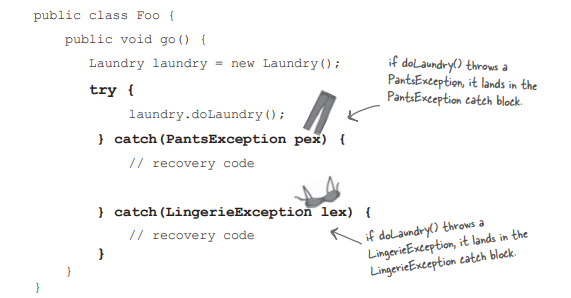 public class Foo {
public void go() {
Laundry laundry = new Laundry();
try {
laundry.doLaundry();
} catch(PantsException pex) {
// recovery code
} catch(LingerieException lex) {
// recovery code
}
}
}
if doLaundry() throws a
PantsException, it lands in the
PantsException catch block.
if doLaundry() throws a
LingerieException, it lands in the
LingerieException catch block.